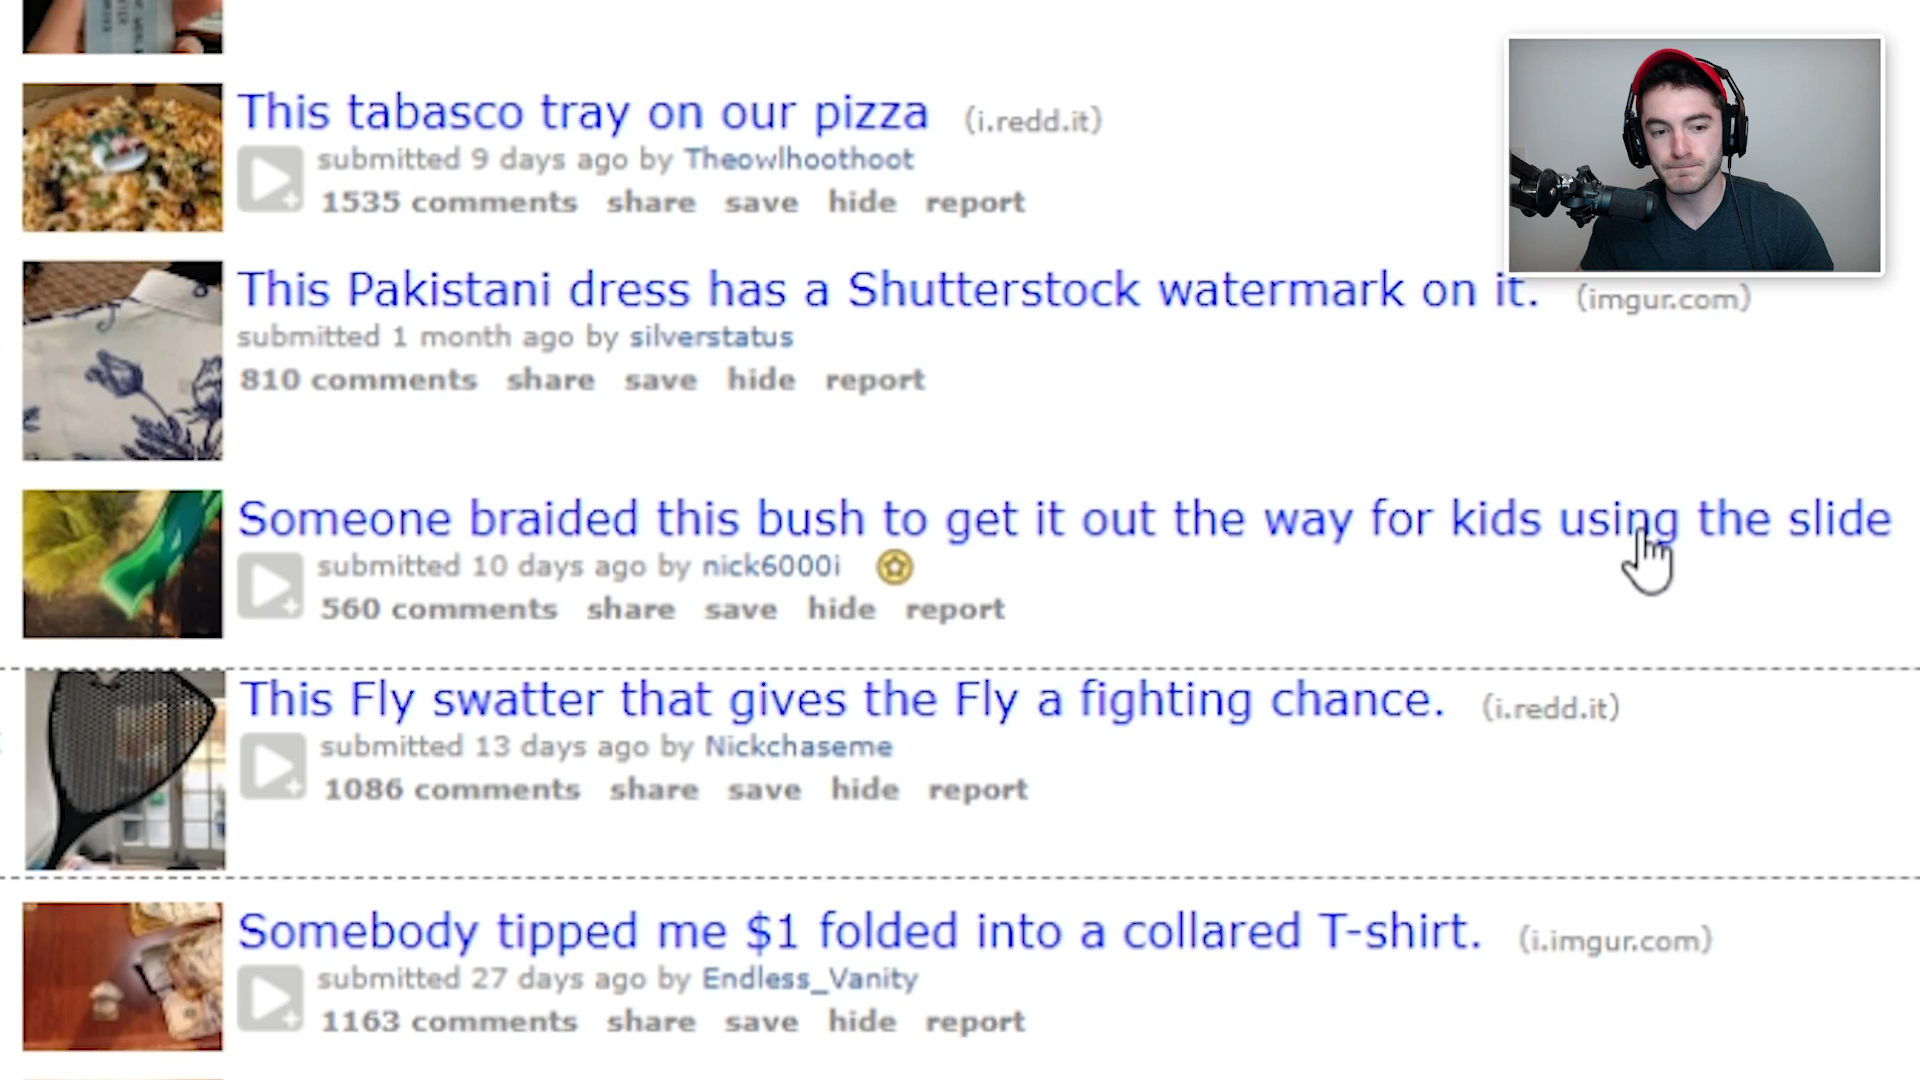 This tabasco tray on our pizza (i.redd.it)
submitted 9 days ago by Theowlhoothoot
1535 comments share save hide report
This Pakistani dress has a Shutterstock watermark on it. (imgur.com)
submitted 1 month ago by silverstatus
810 comments share save hide report
Someone braided this bush to get it out the way for kids using the slide
submitted 10 days ago by nick6000i
560 comments share save hide report
This Fly swatter that gives the Fly a fighting chance. (i.redd.it)
submitted 13 days ago by Nickchaseme
1086 comments share save hide report
Somebody tipped me $1 folded into a collared T-shirt. (i.imgur.com)
submitted 27 days ago by Endless_Vanity
1163 comments share save hide report